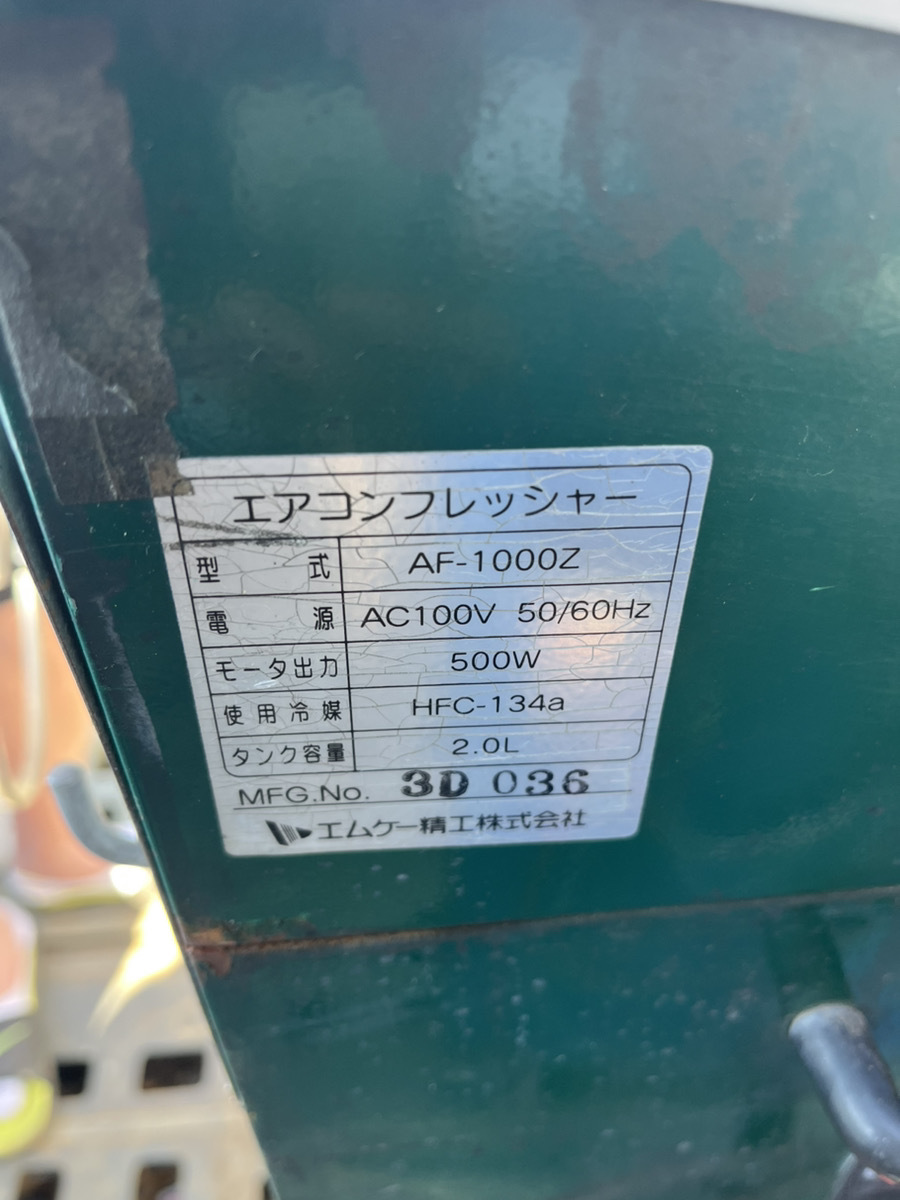 エアコンプレッシャー
型式 AF-1000Z
電源 AC100V 50/60Hz
モータ出力 500W
使用冷媒 HFC-134a
タンク容量 2.0L
MFG.No. 3D 036
エムケー精工株式会社